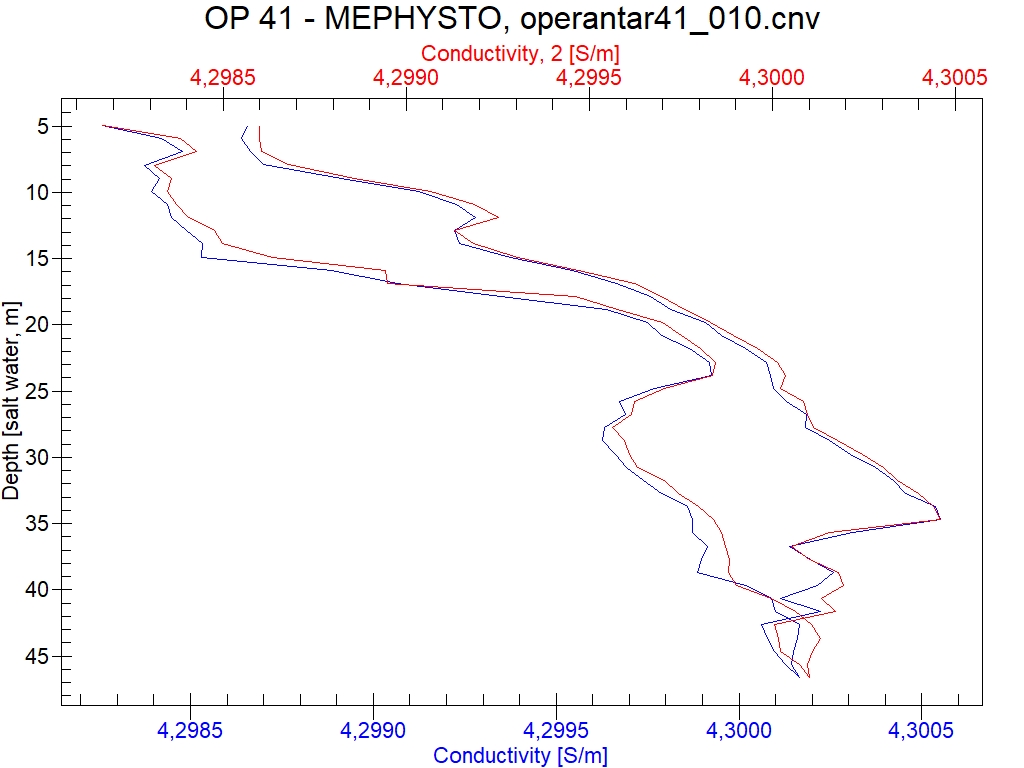 OP 41 - MEPHYSTO, operantar41_010.cnv
Conductivity, 2 [S/m]
4,2985 4,2990 4,2995 4,3000 4,3005
Depth [salt water, m]
5
10
15
20
25
30
35
40
45
4,2985 4,2990 4,2995 4,3000 4,3005
Conductivity [S/m]